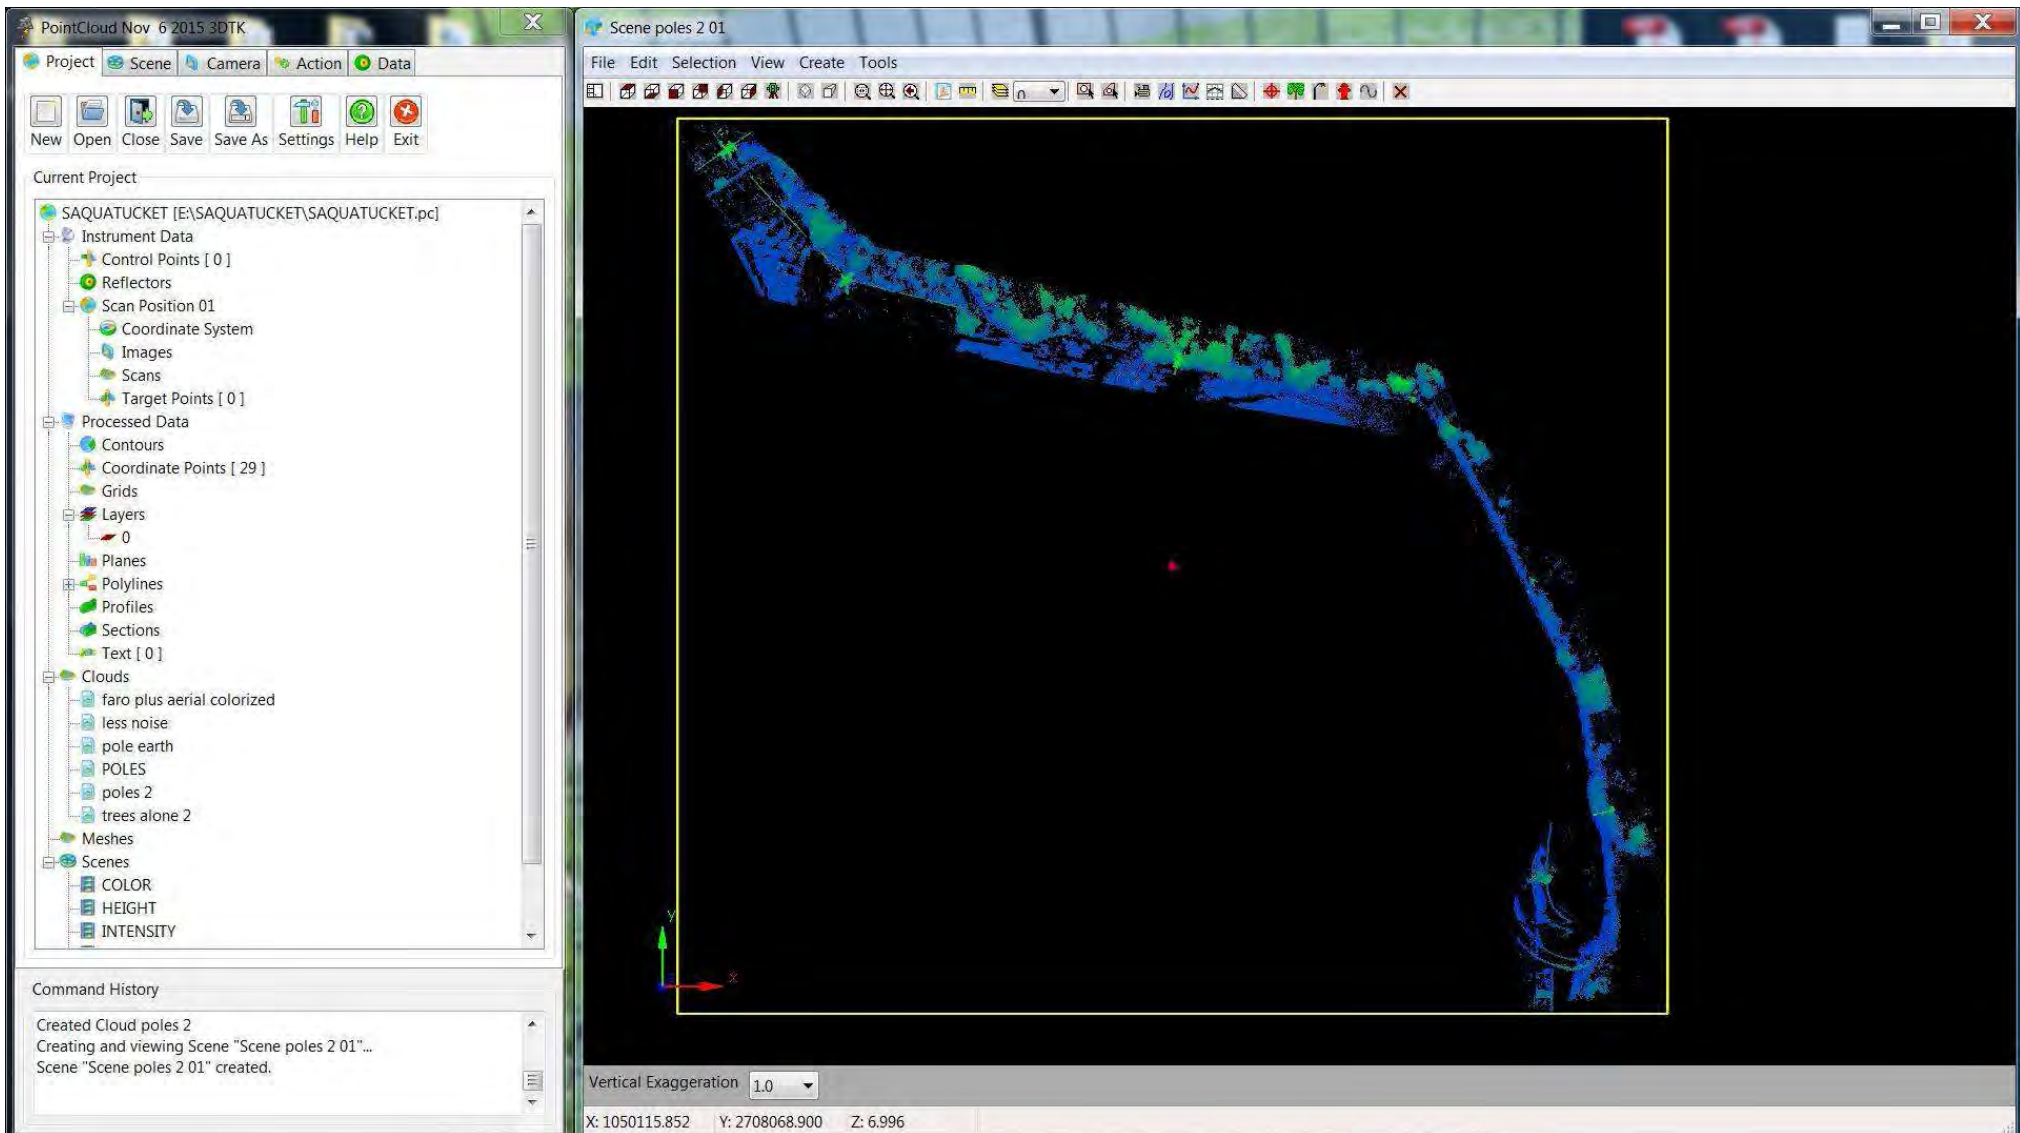 PointCloud Nov 6 2015 3DTK
Project Scene Camera Action Data
New Open Close Save Save As Settings Help Exit
Current Project
SAQUATUCKET [E:\SAQUATUCKET\SAQUATUCKET.pc]
Instrument Data
Control Points [ 0 ]
Reflectors
Scan Position 01
Coordinate System
Images
Scans
Target Points [ 0 ]
Processed Data
Contours
Coordinate Points [ 29 ]
Grids
Layers
0
Planes
Polylines
Profiles
Sections
Text [ 0 ]
Clouds
faro plus aerial colorized
less noise
pole earth
POLES
poles 2
trees alone 2
Meshes
Scenes
COLOR
HEIGHT
INTENSITY
Command History
Created Cloud poles 2
Creating and viewing Scene "Scene poles 2 01"...
Scene "Scene poles 2 01" created.
Scene poles 2 01
File Edit Selection View Create Tools
Y
X
Vertical Exaggeration 1.0
X: 1050115.852 Y: 2708068.900 Z: 6.996